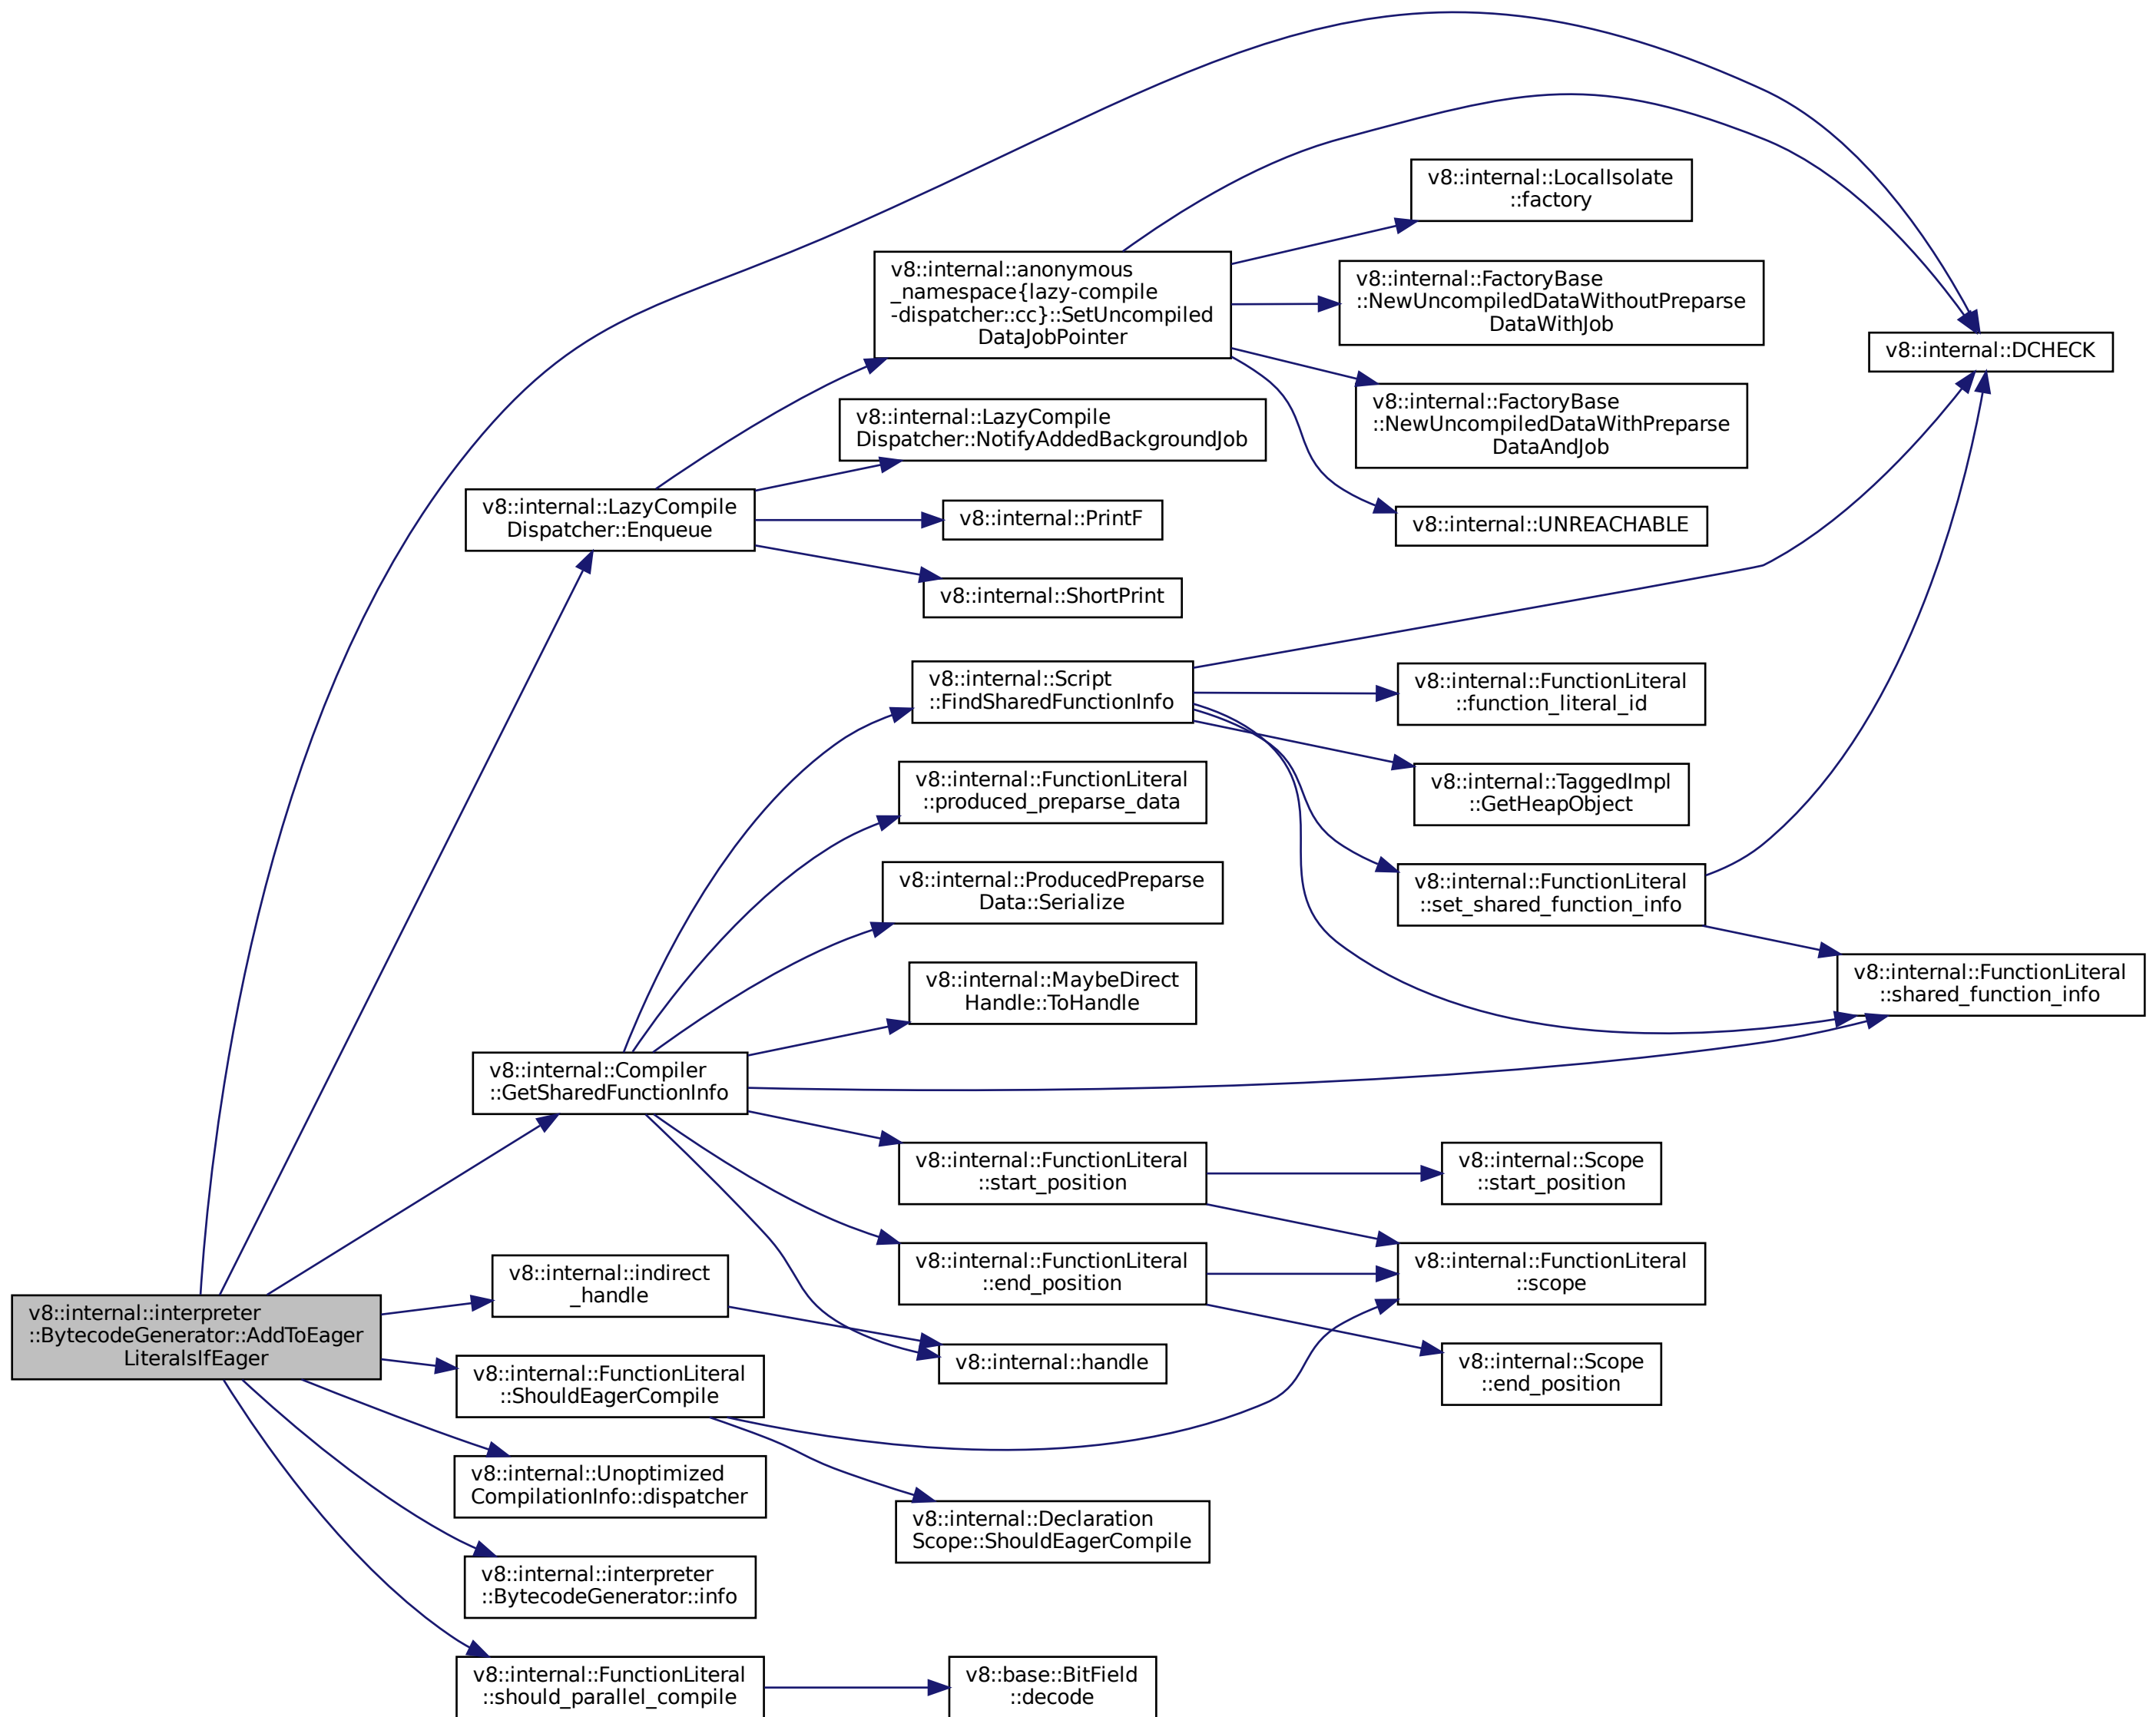 v8::internal::interpreter
::BytecodeGenerator::AddToEager
LiteralsIfEager
v8::internal::LazyCompile
Dispatcher::Enqueue
v8::internal::Compiler
::GetSharedFunctionInfo
v8::internal::indirect
_handle
v8::internal::FunctionLiteral
::ShouldEagerCompile
v8::internal::Unoptimized
CompilationInfo::dispatcher
v8::internal::interpreter
::BytecodeGenerator::info
v8::internal::FunctionLiteral
::should_parallel_compile
v8::internal::anonymous
_namespace{lazy-compile
-dispatcher::cc}::SetUncompiled
DataJobPointer
v8::internal::LazyCompile
Dispatcher::NotifyAddedBackgroundJob
v8::internal::PrintF
v8::internal::ShortPrint
v8::internal::Script
::FindSharedFunctionInfo
v8::internal::FunctionLiteral
::produced_preparse_data
v8::internal::ProducedPreparse
Data::Serialize
v8::internal::MaybeDirect
Handle::ToHandle
v8::internal::FunctionLiteral
::start_position
v8::internal::FunctionLiteral
::end_position
v8::internal::handle
v8::internal::Declaration
Scope::ShouldEagerCompile
v8::base::BitField
::decode
v8::internal::LocalIsolate
::factory
v8::internal::FactoryBase
::NewUncompiledDataWithoutPreparse
DataWithJob
v8::internal::FactoryBase
::NewUncompiledDataWithPreparse
DataAndJob
v8::internal::UNREACHABLE
v8::internal::FunctionLiteral
::function_literal_id
v8::internal::TaggedImpl
::GetHeapObject
v8::internal::FunctionLiteral
::set_shared_function_info
v8::internal::Scope
::start_position
v8::internal::FunctionLiteral
::scope
v8::internal::Scope
::end_position
v8::internal::DCHECK
v8::internal::FunctionLiteral
::shared_function_info